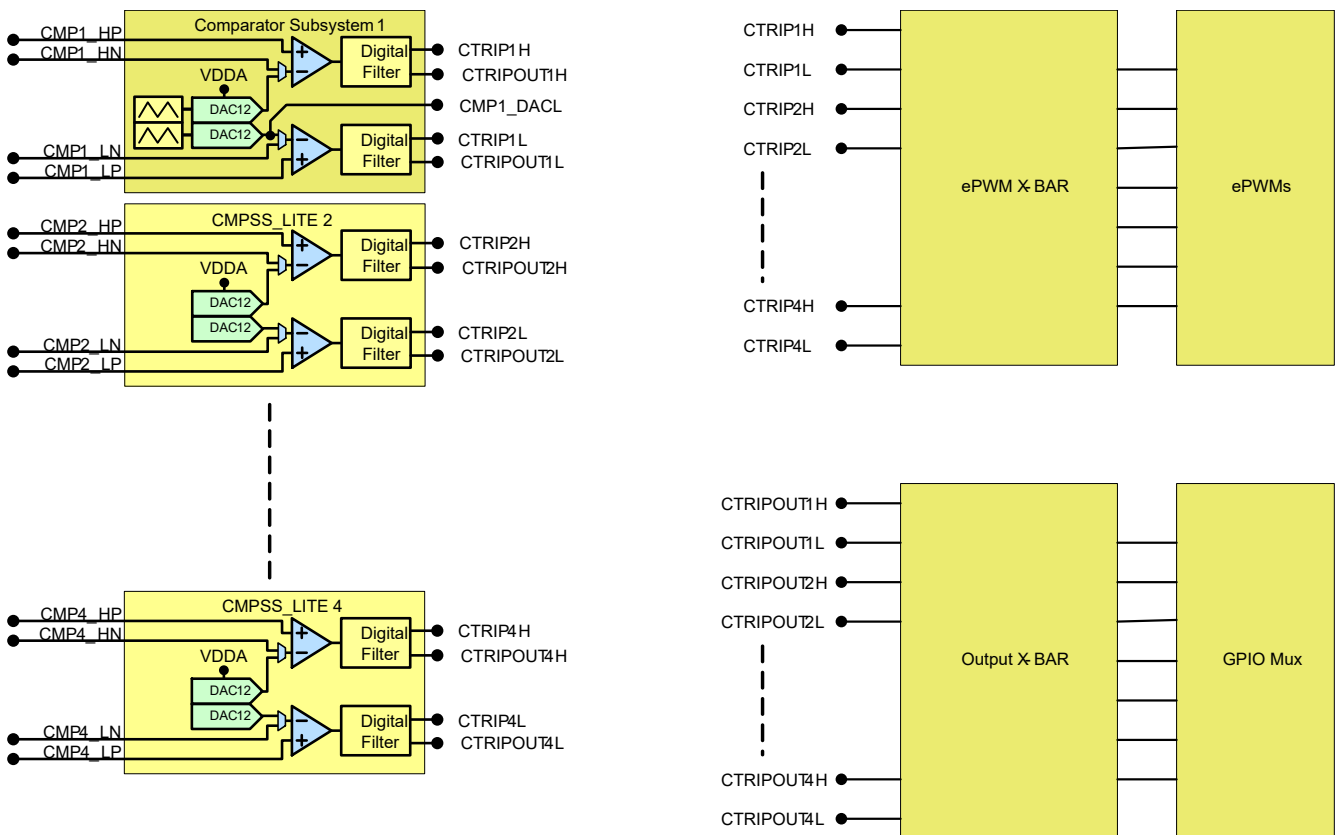 Comparator Subsystem 1
CMP1_HP
CMP1_HN
VDDA
DAC12
DAC12
Digital
Filter
CTRIP1H
CTRIPOUT1H
CMP1_DACL
CMP1_LN
CMP1_LP
Digital
Filter
CTRIP1L
CTRIPOUT1L
CMPSS_LITE 2
CMP2_HP
CMP2_HN
VDDA
DAC12
DAC12
Digital
Filter
CTRIP2H
CTRIPOUT2H
CMP2_LN
CMP2_LP
Digital
Filter
CTRIP2L
CTRIPOUT2L
CMPSS_LITE 4
CMP4_HP
CMP4_HN
VDDA
DAC12
DAC12
Digital
Filter
CTRIP4H
CTRIPOUT4H
CMP4_LN
CMP4_LP
Digital
Filter
CTRIP4L
CTRIPOUT4L
CTRIP1H
CTRIP1L
CTRIP2H
CTRIP2L
CTRIP4H
CTRIP4L
ePWM X-BAR
ePWMs
CTRIPOUT1H
CTRIPOUT1L
CTRIPOUT2H
CTRIPOUT2L
CTRIPOUT4H
CTRIPOUT4L
Output X-BAR
GPIO Mux